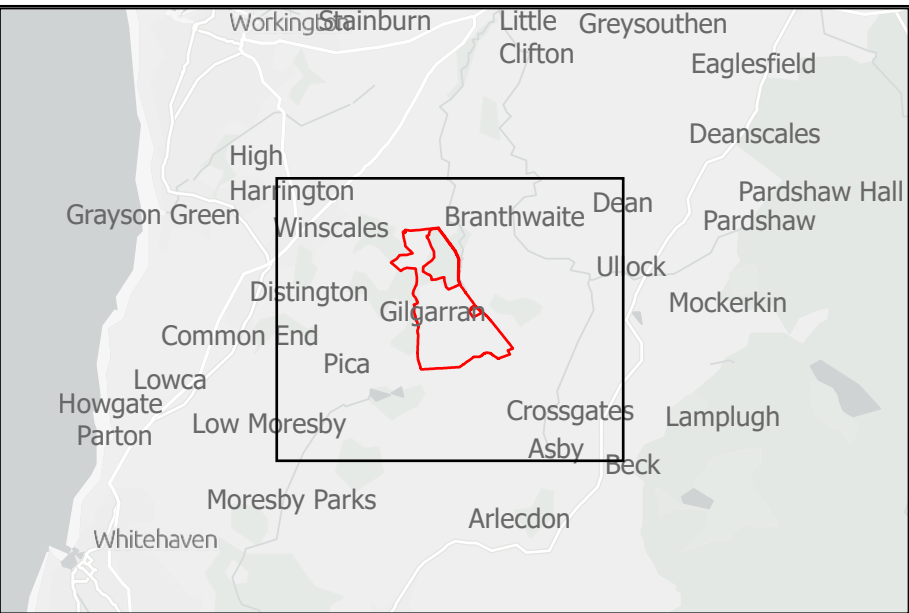 Workington
Stainburn
Little
Clifton
Greysouthen
Eaglesfield
Deanscales
High
Harrington
Pardshaw Hall
Grayson Green
Winscales
Branthwaite
Dean
Pardshaw
Ullock
Distington
Gilgarran
Mockerkin
Common End
Pica
Lowca
Howgate
Parton
Low Moresby
Crossgates
Lamplugh
Asby
Beck
Moresby Parks
Arlecdon
Whitehaven